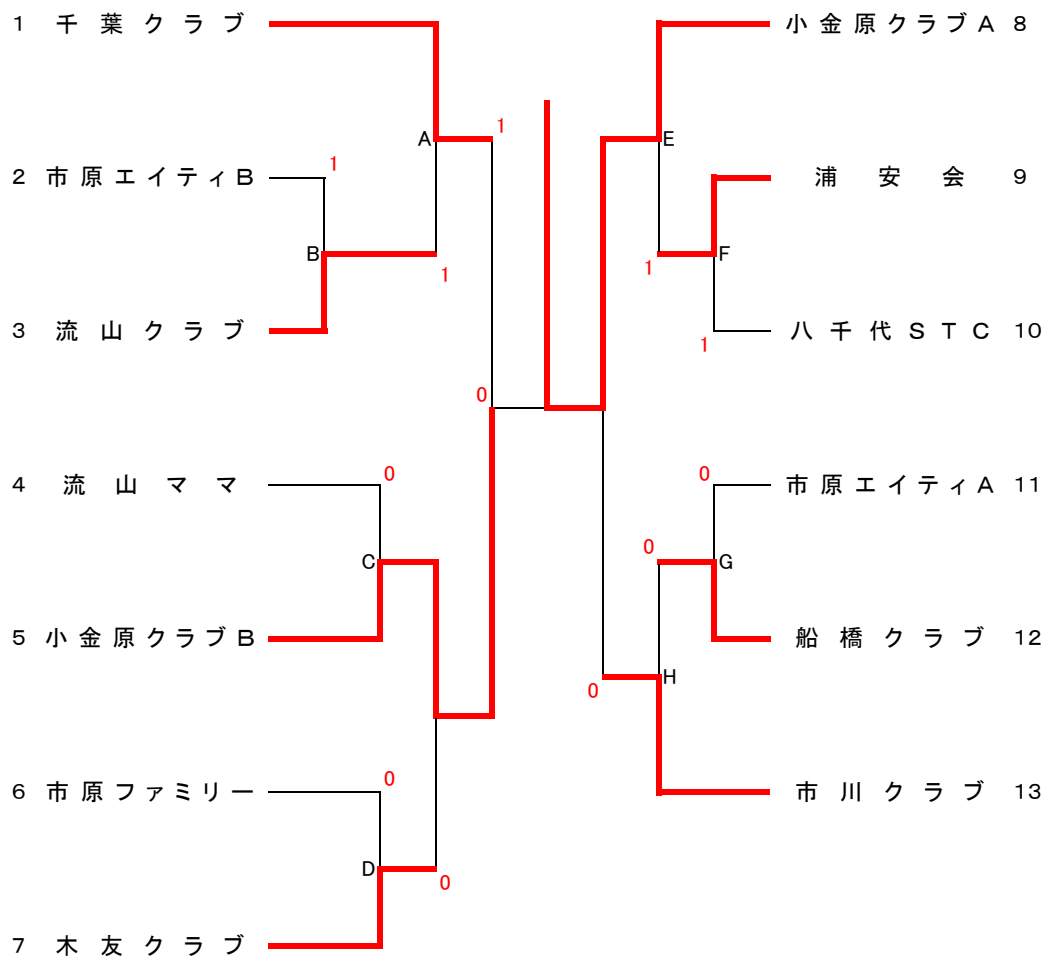 1 千葉クラブ
小金原クラブA 8
A
1
E
2 市原エイティB
1
浦安会 9
B
1
1
F
3 流山クラブ
1
八千代STC 10
0
4 流山ママ
0
0
市原エイティA 11
C
0
G
5 小金原クラブB
船橋クラブ 12
0
H
6 市原ファミリー
0
市川クラブ 13
D
0
7 木友クラブ